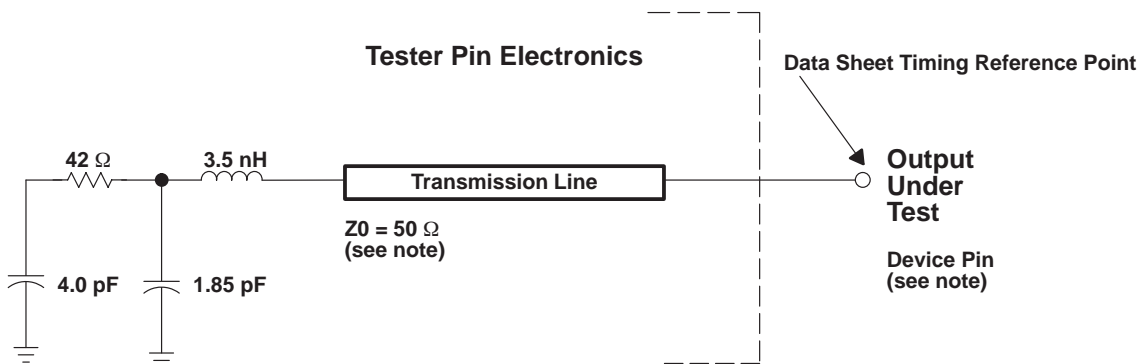 Tester Pin Electronics
Data Sheet Timing Reference Point
42 Ω
3.5 nH
Transmission Line
Output
Under
Test
Z0 = 50 Ω
(see note)
Device Pin
(see note)
4.0 pF
1.85 pF